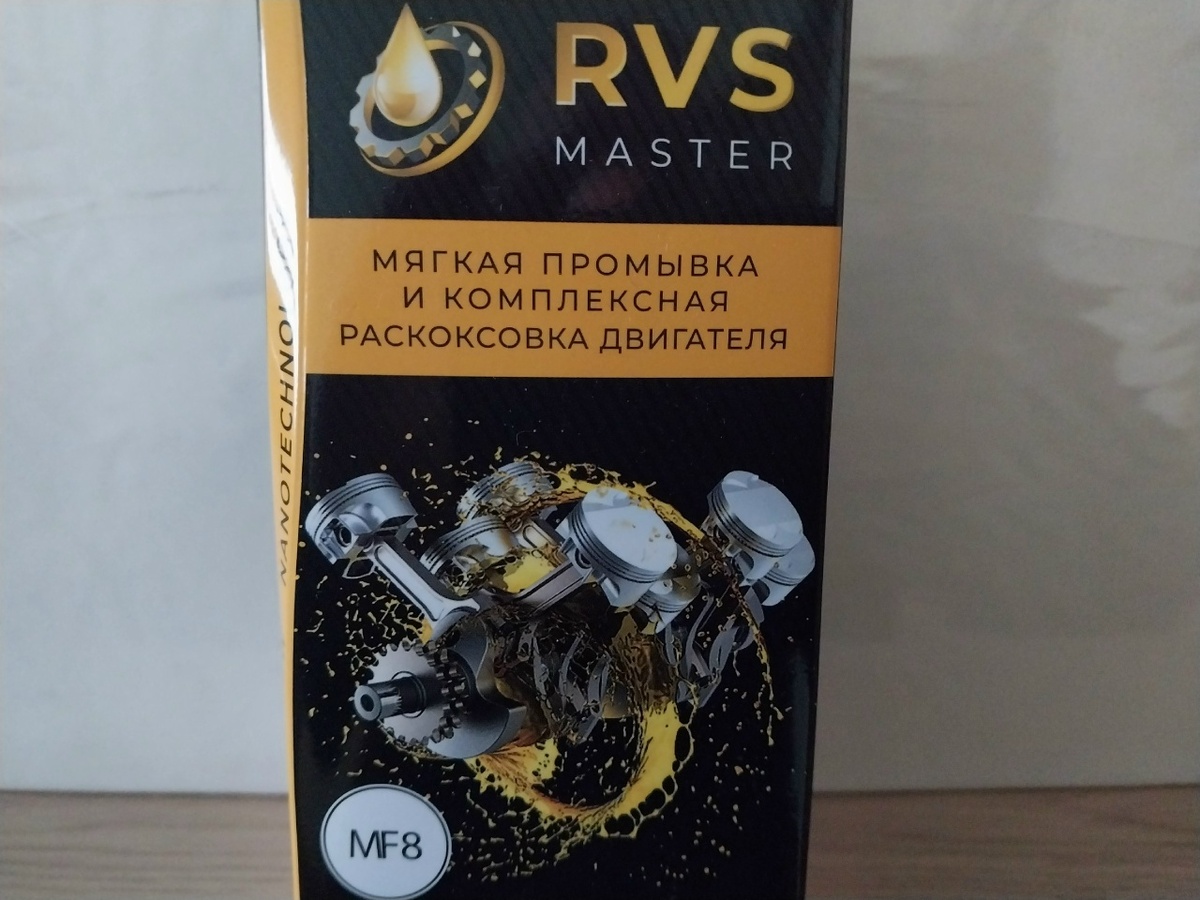 RVS
MASTER
МЯГКАЯ ПРОМЫВКА
И КОМПЛЕКСНАЯ
РАСКОКСОВКА ДВИГАТЕЛЯ
MF8